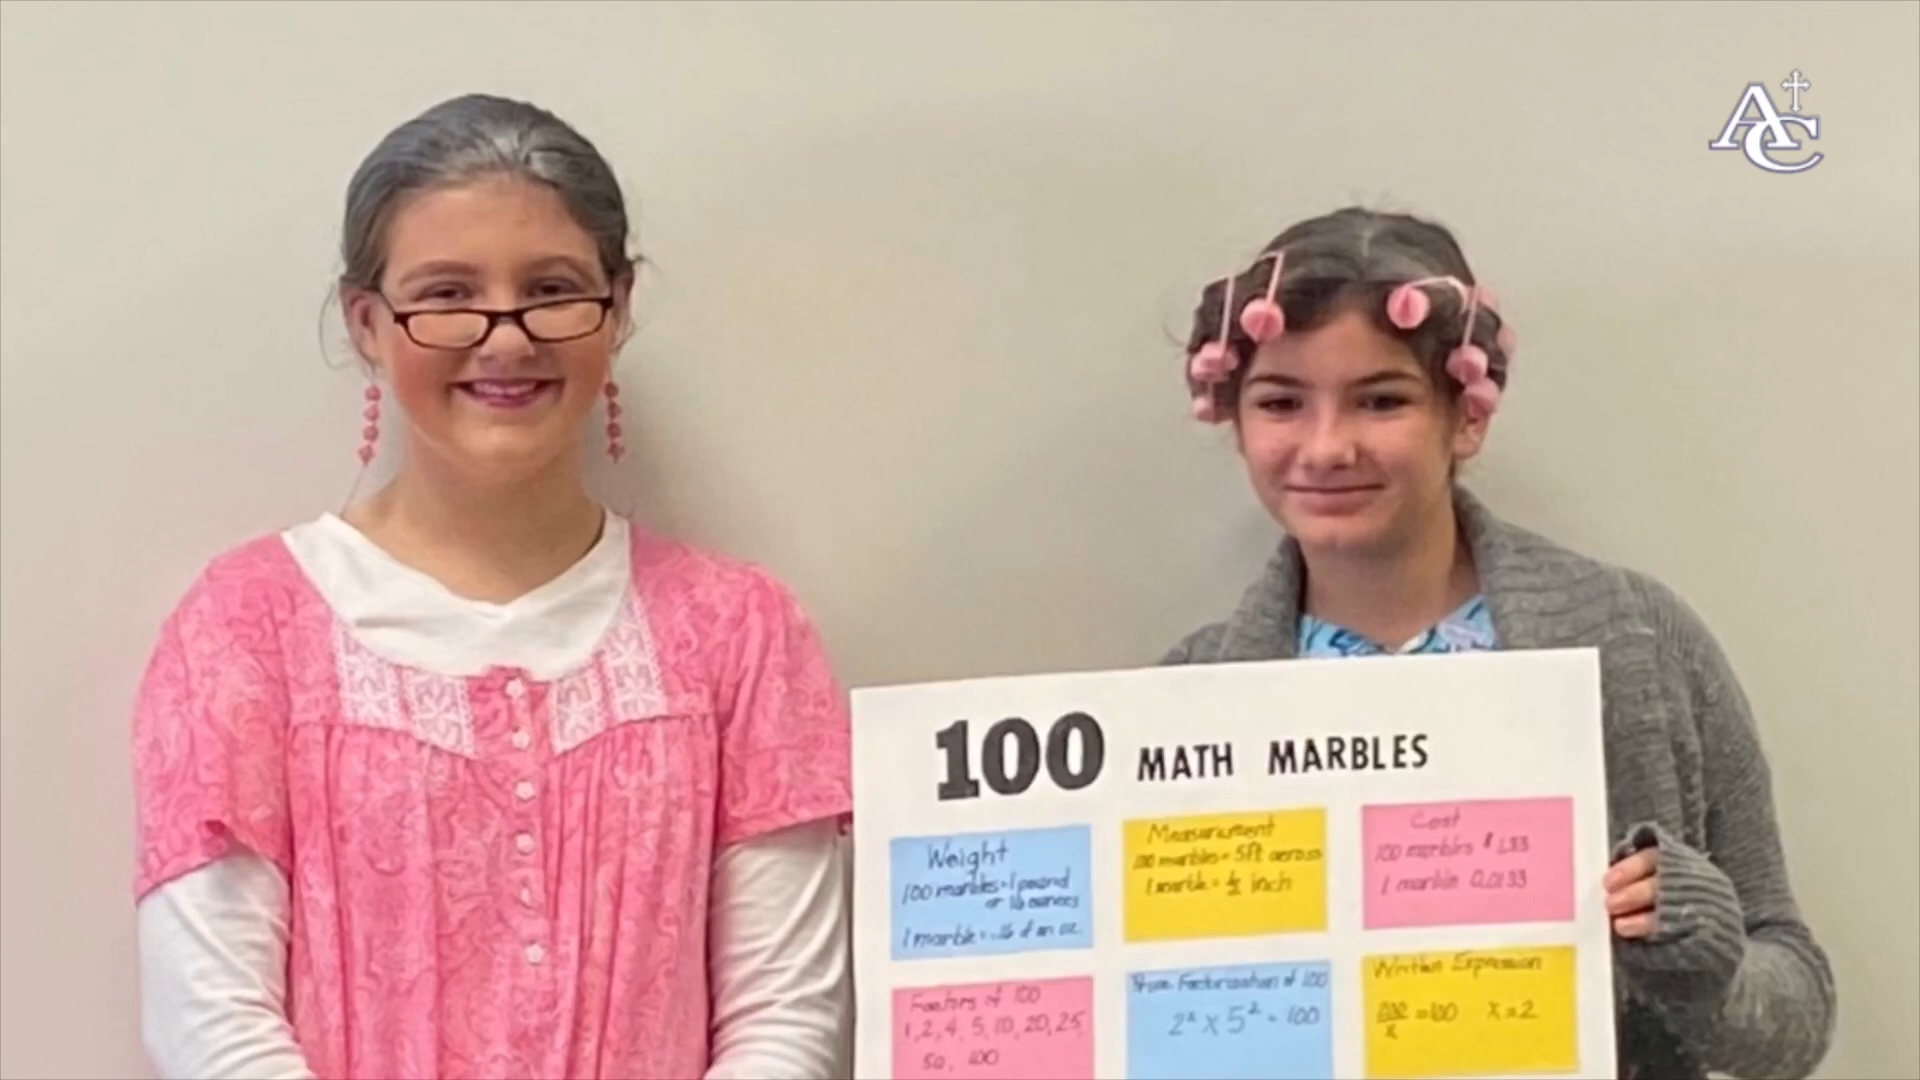 AC
100 MATH MARBLES
Weight
100 marbles = 1 pound
or 16 ounces
1 marble = .16 of an oz.
Measurement
100 marbles = 5ft across
1 marble = ½ inch
Cost
100 marbles $1.33
1 marble 0.0133
Factors of 100
1, 2, 4, 5, 10, 20, 25,
50, 100
Prime Factorization of 100
2² x 5² = 100
Written Expression
200/x = 100 x = 2